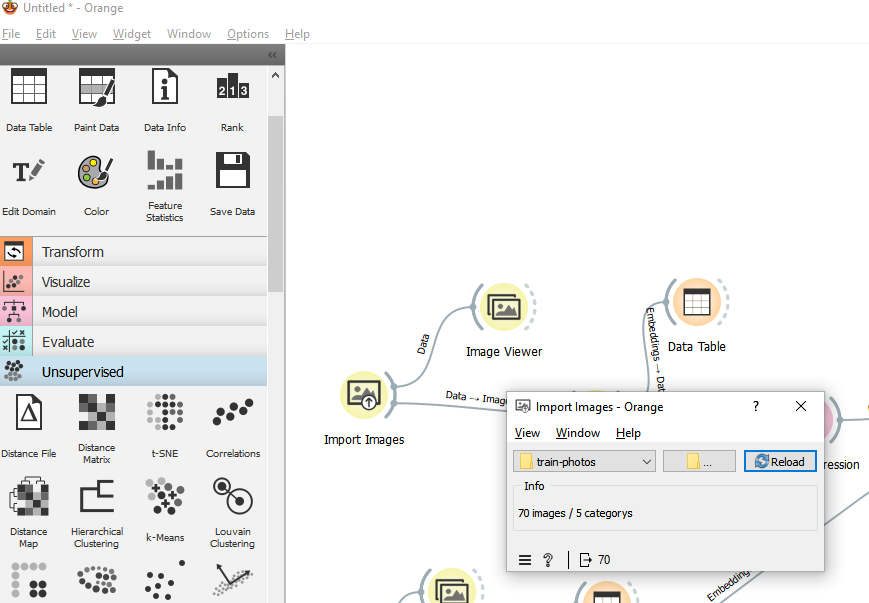 Untitled * - Orange
File Edit View Widget Window Options Help
Data Table Paint Data Data Info Rank
Edit Domain Color Feature Statistics Save Data
Transform
Visualize
Model
Evaluate
Unsupervised
Distance File Distance Matrix t-SNE Correlations
Distance Map Hierarchical Clustering k-Means Louvain Clustering
Data
Image Viewer
Embeddings → Dat
Data Table
Import Images
Data → Imag
Import Images - Orange
? ×
View Window Help
train-photos
...
Reload
Info
70 images / 5 categorys
70
ression
Embedding